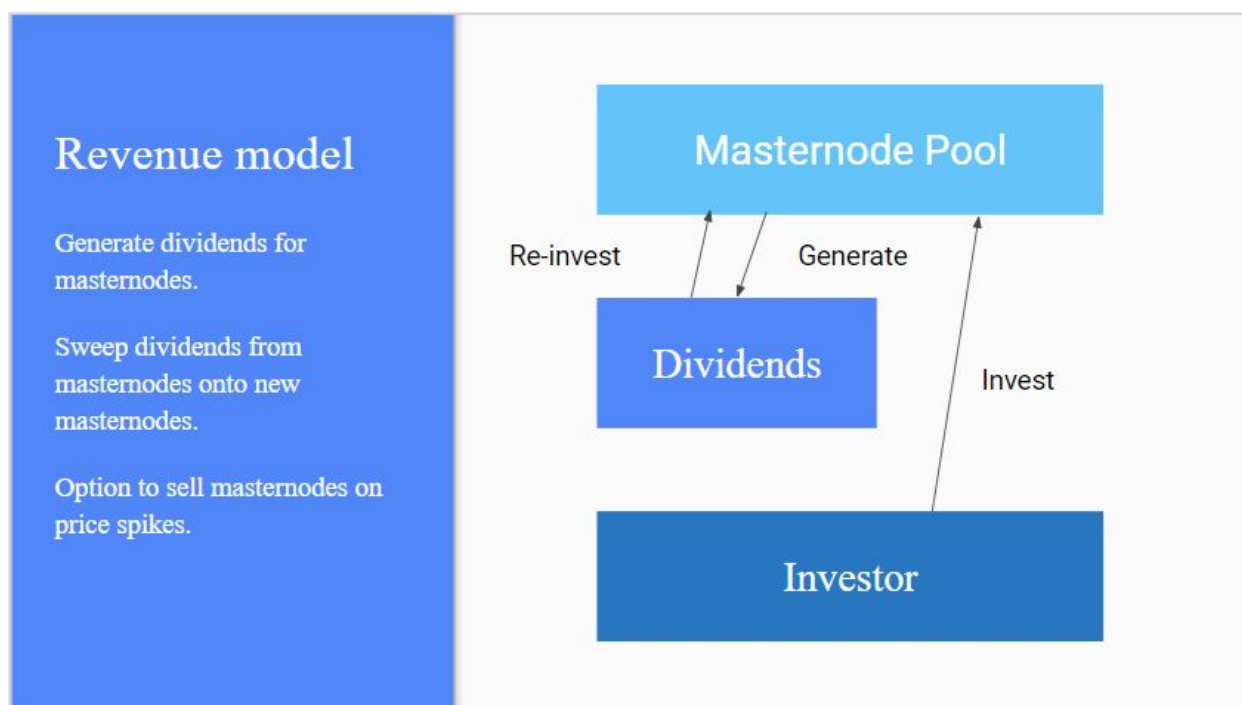 Revenue model
Generate dividends for
masternodes.
Sweep dividends from
masternodes onto new
masternodes.
Option to sell masternodes on
price spikes.
Masternode Pool
Re-invest
Generate
Dividends
Invest
Investor